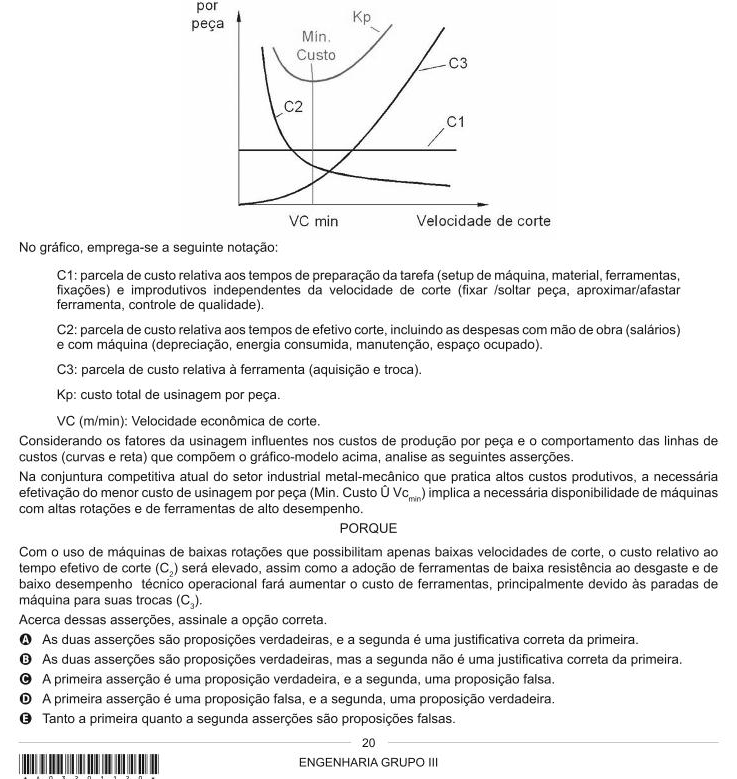 por
peça
Kp
Mín.
Custo
C3
C2
C1
VC min
Velocidade de corte
No gráfico, emprega-se a seguinte notação:
C1: parcela de custo relativa aos tempos de preparação da tarefa (setup de máquina, material, ferramentas,
fixações) e improdutivos independentes da velocidade de corte (fixar /soltar peça, aproximar/afastar
ferramenta, controle de qualidade).
C2: parcela de custo relativa aos tempos de efetivo corte, incluindo as despesas com mão de obra (salários)
e com máquina (depreciação, energia consumida, manutenção, espaço ocupado).
C3: parcela de custo relativa à ferramenta (aquisição e troca).
Kp: custo total de usinagem por peça.
VC (m/min): Velocidade econômica de corte.
Considerando os fatores da usinagem influentes nos custos de produção por peça e o comportamento das linhas de
custos (curvas e reta) que compõem o gráfico-modelo acima, analise as seguintes asserções.
Na conjuntura competitiva atual do setor industrial metal-mecânico que pratica altos custos produtivos, a necessária
efetivação do menor custo de usinagem por peça (Min. Custo Û Vcmin) implica a necessária disponibilidade de máquinas
com altas rotações e de ferramentas de alto desempenho.
PORQUE
Com o uso de máquinas de baixas rotações que possibilitam apenas baixas velocidades de corte, o custo relativo ao
tempo efetivo de corte (C2) será elevado, assim como a adoção de ferramentas de baixa resistência ao desgaste e de
baixo desempenho técnico operacional fará aumentar o custo de ferramentas, principalmente devido às paradas de
máquina para suas trocas (C3).
Acerca dessas asserções, assinale a opção correta.
A As duas asserções são proposições verdadeiras, e a segunda é uma justificativa correta da primeira.
B As duas asserções são proposições verdadeiras, mas a segunda não é uma justificativa correta da primeira.
C A primeira asserção é uma proposição verdadeira, e a segunda, uma proposição falsa.
D A primeira asserção é uma proposição falsa, e a segunda, uma proposição verdadeira.
E Tanto a primeira quanto a segunda asserções são proposições falsas.
20
ENGENHARIA GRUPO III